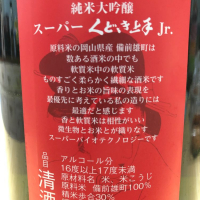 純米大吟醸
スーパー くどき上手 Jr.
原料米の岡山県産 備前雄町は
数ある酒米の中でも
軟質米中の軟質米
ものすごく柔らかく繊細な酒米です
香りとお米の旨味の表現を
最優先に考えている私の造りには
最適だと感じます
香と軟質米は相性がいい
微生物とお米とが織りなす
スーパーバイオテクノロジーです
品目 清酒
アルコール分
16度以上17度未満
原材料名 米、米こうじ
原料米 備前雄町100%
精米歩合30%